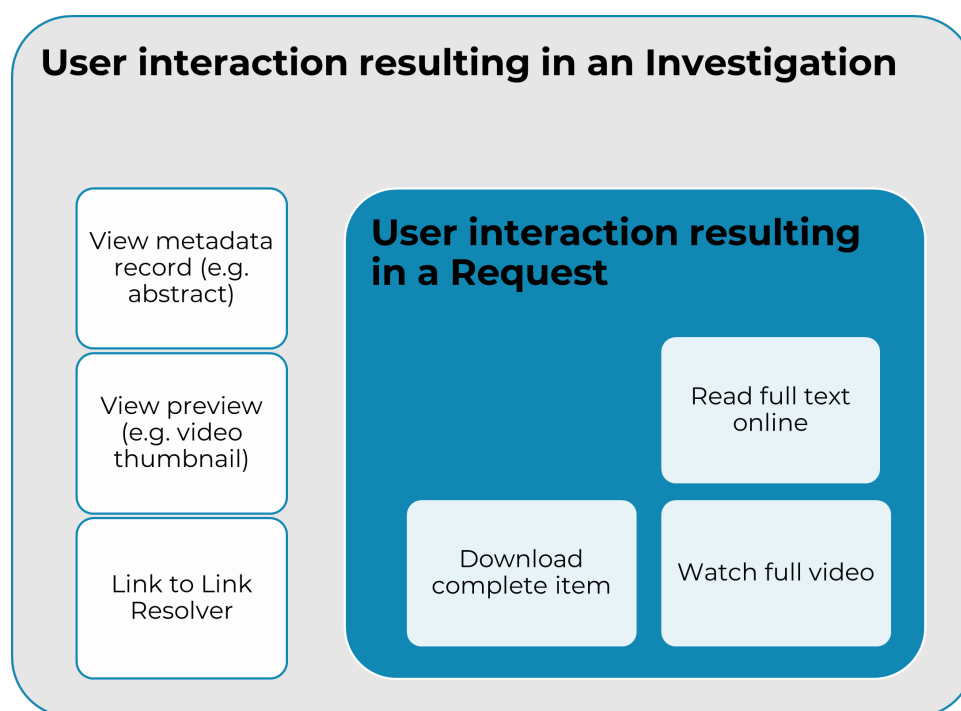 User interaction resulting in an Investigation
View metadata
record (e.g.
abstract)
View preview
(e.g. video
thumbnail)
Link to Link
Resolver
User interaction resulting
in a Request
Read full text
online
Download
complete item
Watch full video